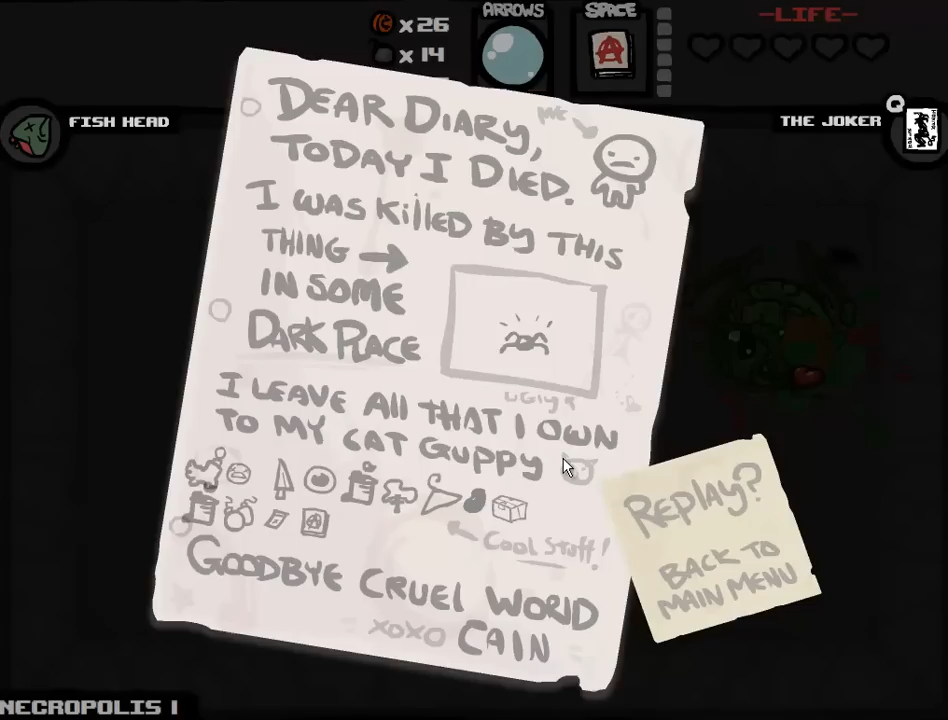 x26
x14
ARROWS
SPACE
-LIFE-
FISH HEAD
Q
THE JOKER
DEAR DIARY,
ME
TODAY I DIED.
I WAS KILLED BY THIS
THING →
IN SOME
DARK PLACE
UGLY
I LEAVE ALL THAT I OWN
TO MY CAT GUPPY
COOL STUFF!
GOODBYE CRUEL WORLD
XOXO CAIN
REPLAY?
BACK TO
MAIN MENU
NECROPOLIS I